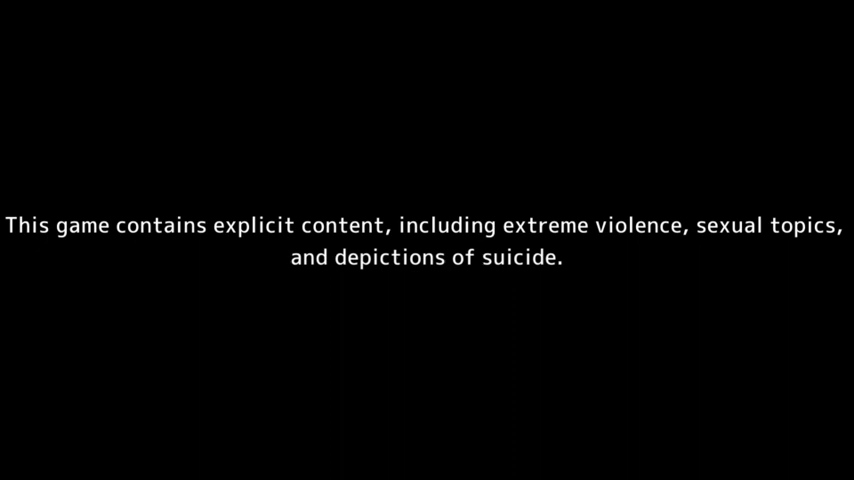 This game contains explicit content, including extreme violence, sexual topics,
and depictions of suicide.